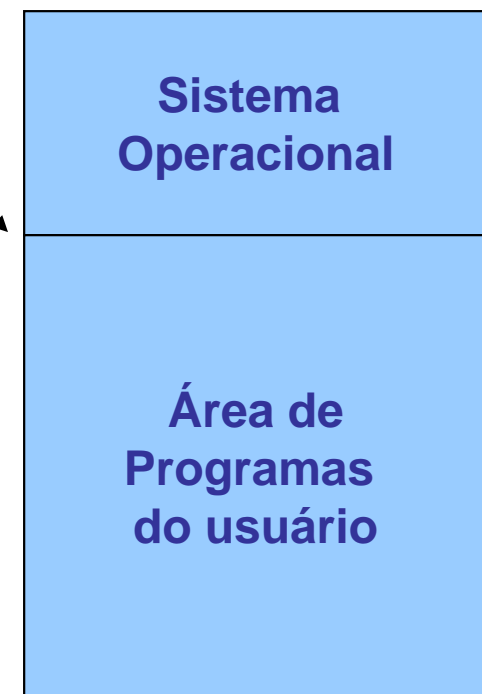 Sistema
Operacional
Área de
Programas
do usuário